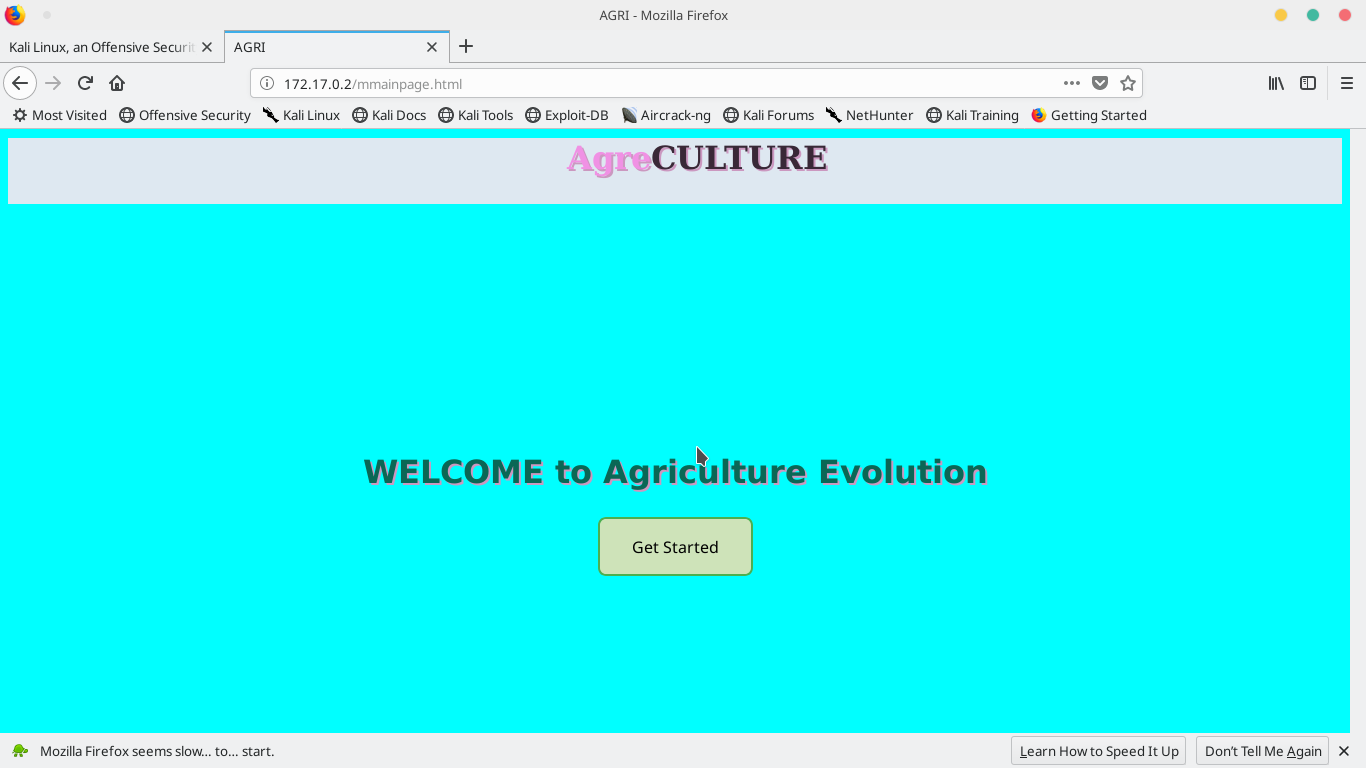 AGRI - Mozilla Firefox
Kali Linux, an Offensive Securit
AGRI
172.17.0.2/mmainpage.html
Most Visited Offensive Security Kali Linux Kali Docs Kali Tools Exploit-DB Aircrack-ng Kali Forums NetHunter Kali Training Getting Started
AgreCULTURE
WELCOME to Agriculture Evolution
Get Started
Mozilla Firefox seems slow… to… start. Learn How to Speed It Up Don't Tell Me Again